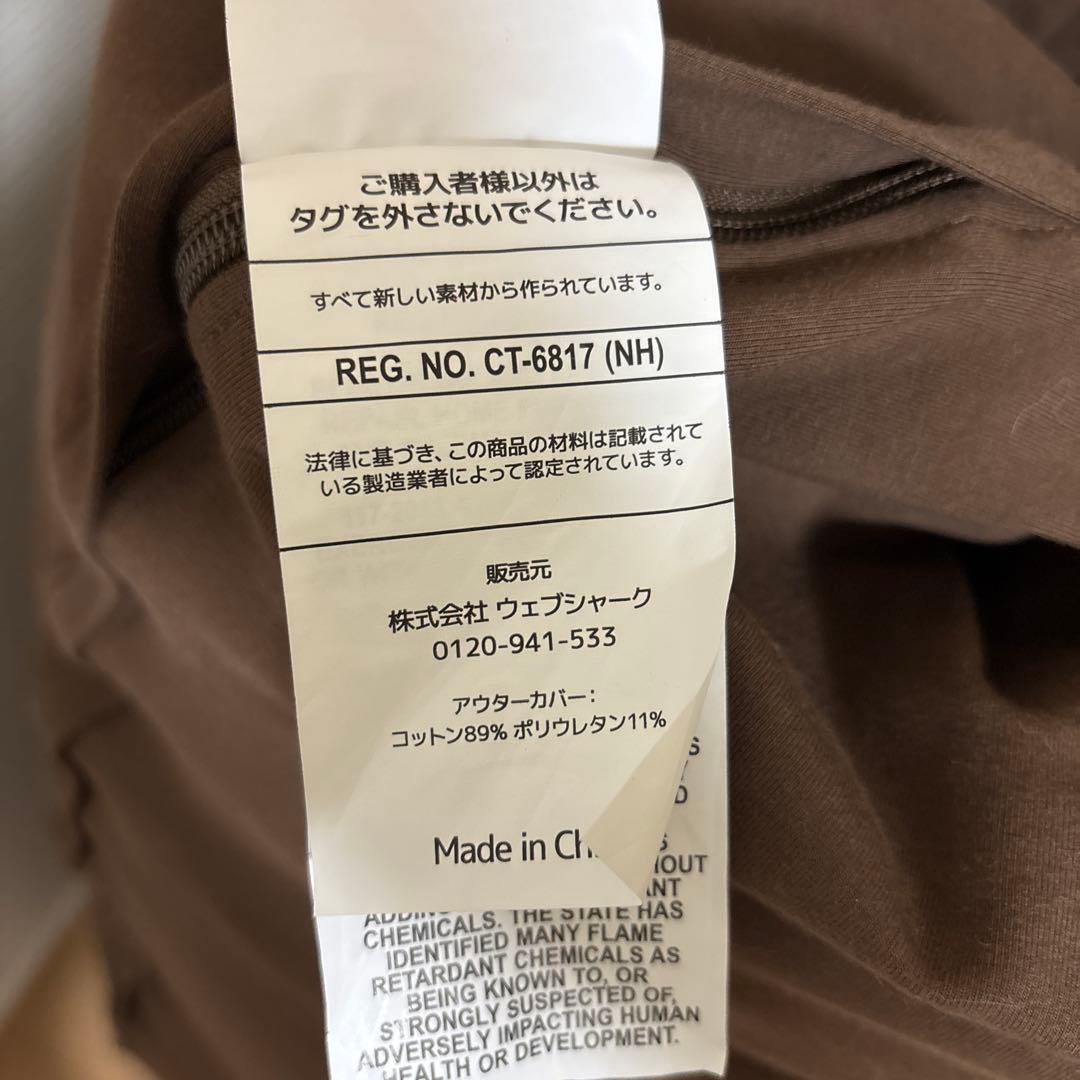 ご購入者様以外は
タグを外さないでください。
すべて新しい素材から作られています。
REG. NO. CT-6817 (NH)
法律に基づき、この商品の材料は記載されて
いる製造業者によって認定されています。
販売元
株式会社 ウェブシャーク
0120-941-533
アウターカバー：
コットン89% ポリウレタン11%
Made in
CHEMICALS. THE STATE HAS
IDENTIFIED MANY FLAME
RETARDANT CHEMICALS AS
BEING KNOWN TO, OR
STRONGLY SUSPECTED OF,
ADVERSELY IMPACTING HUMAN
HEALTH OR DEVELOPMENT.